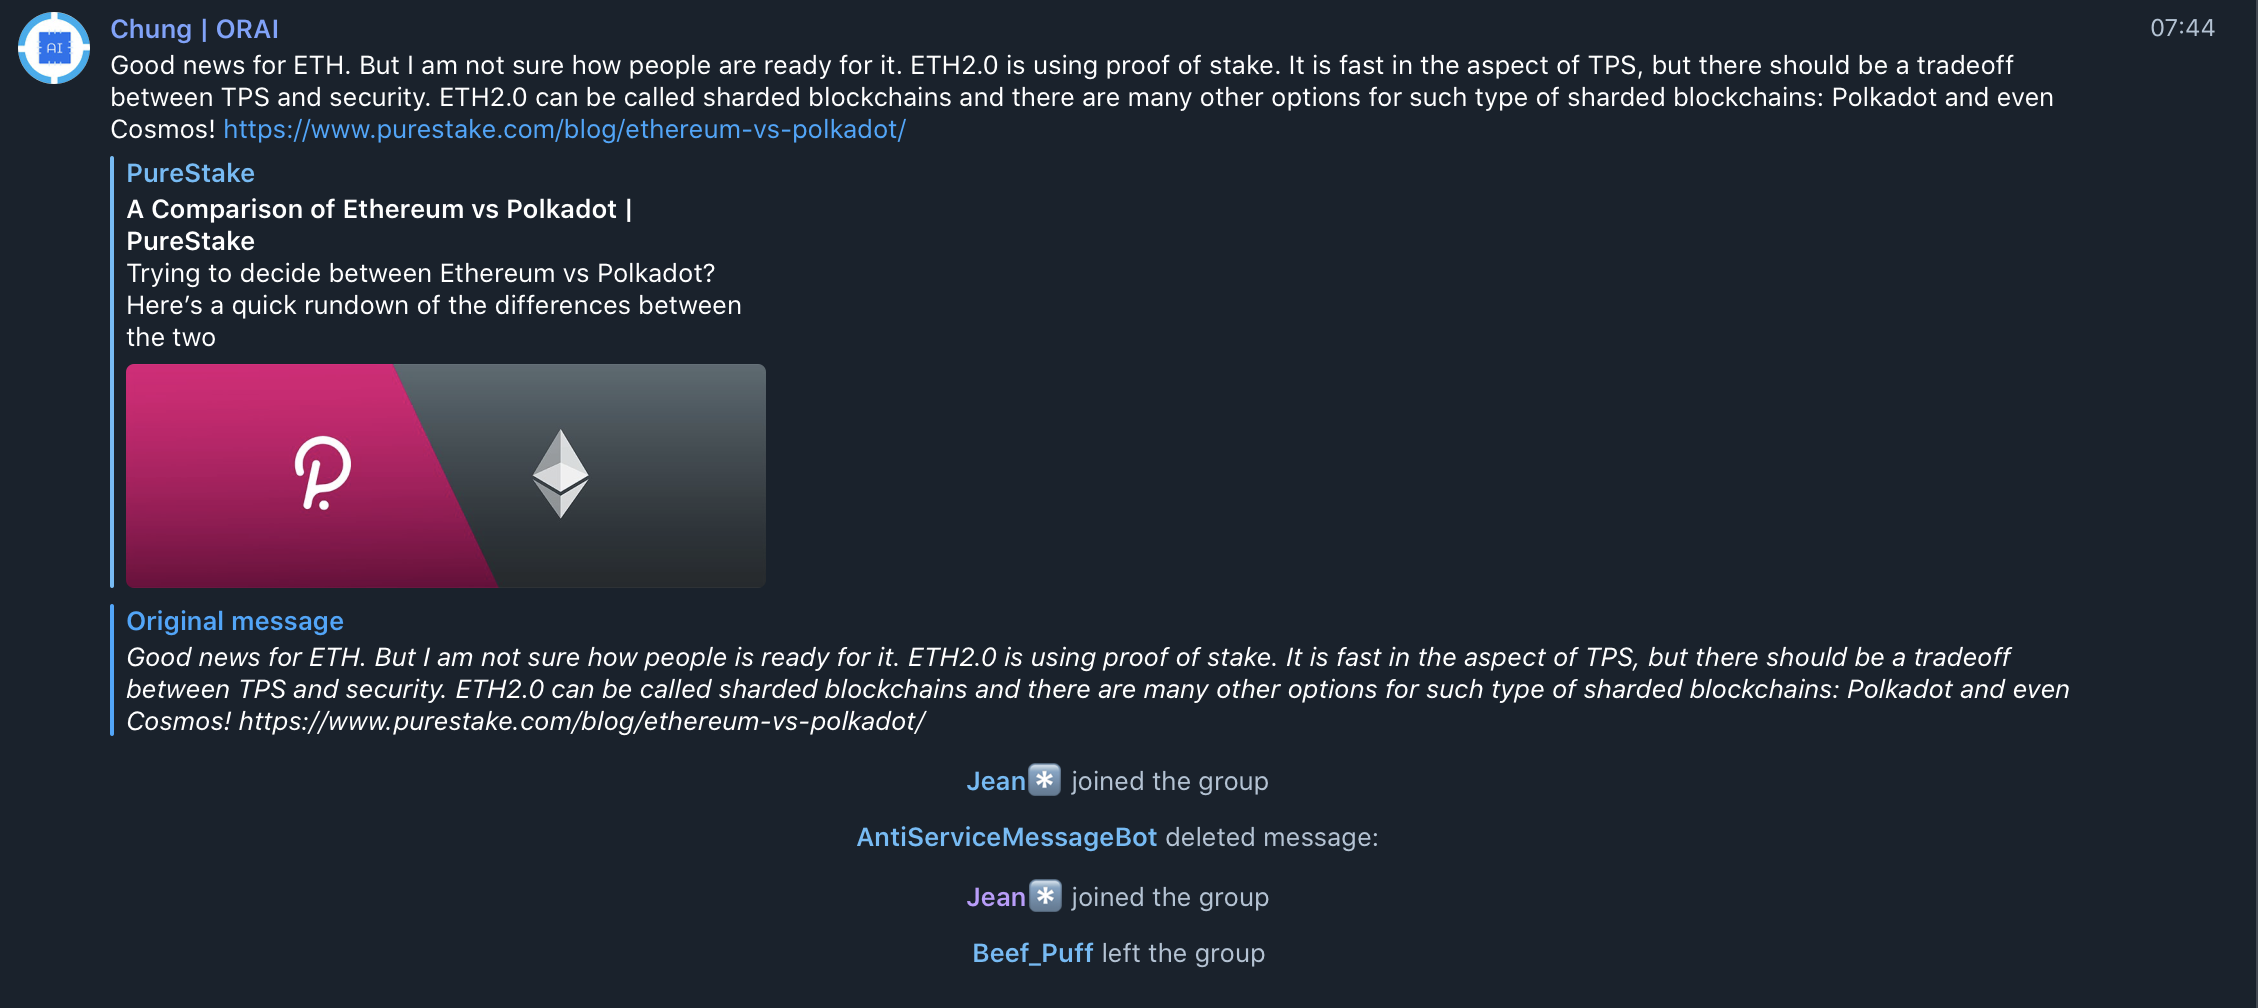 Chung | ORAI
07:44
AI
Good news for ETH. But I am not sure how people are ready for it. ETH2.0 is using proof of stake. It is fast in the aspect of TPS, but there should be a tradeoff
between TPS and security. ETH2.0 can be called sharded blockchains and there are many other options for such type of sharded blockchains: Polkadot and even
Cosmos! https://www.purestake.com/blog/ethereum-vs-polkadot/
PureStake
A Comparison of Ethereum vs Polkadot |
PureStake
Trying to decide between Ethereum vs Polkadot?
Here’s a quick rundown of the differences between
the two
Original message
Good news for ETH. But I am not sure how people is ready for it. ETH2.0 is using proof of stake. It is fast in the aspect of TPS, but there should be a tradeoff
between TPS and security. ETH2.0 can be called sharded blockchains and there are many other options for such type of sharded blockchains: Polkadot and even
Cosmos! https://www.purestake.com/blog/ethereum-vs-polkadot/
Jean*️⃣ joined the group
AntiServiceMessageBot deleted message:
Jean*️⃣ joined the group
Beef_Puff left the group